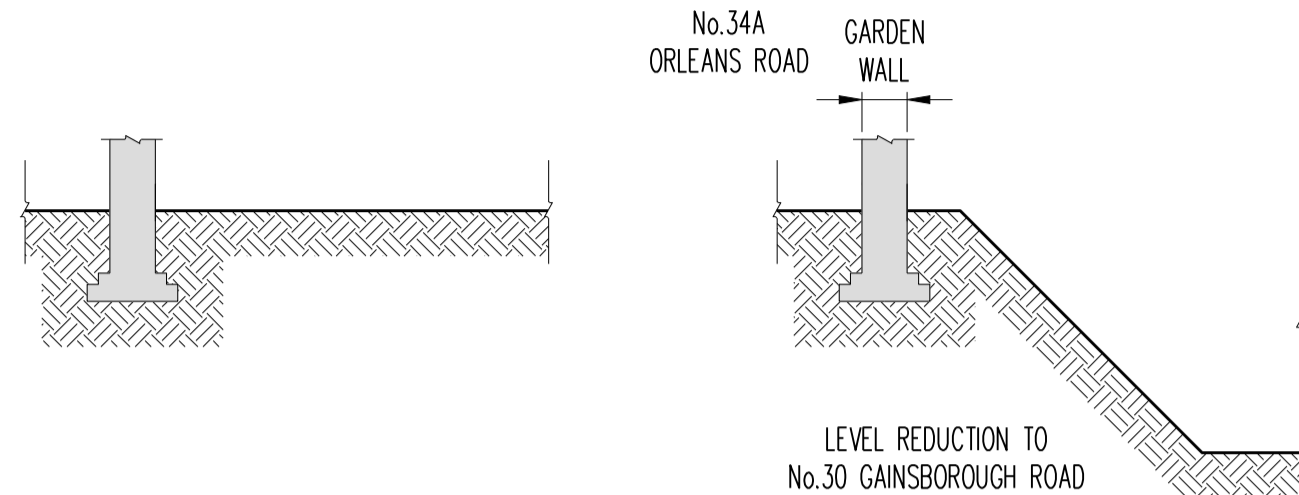 No.34A
ORLEANS ROAD
GARDEN
WALL
LEVEL REDUCTION TO
No.30 GAINSBOROUGH ROAD